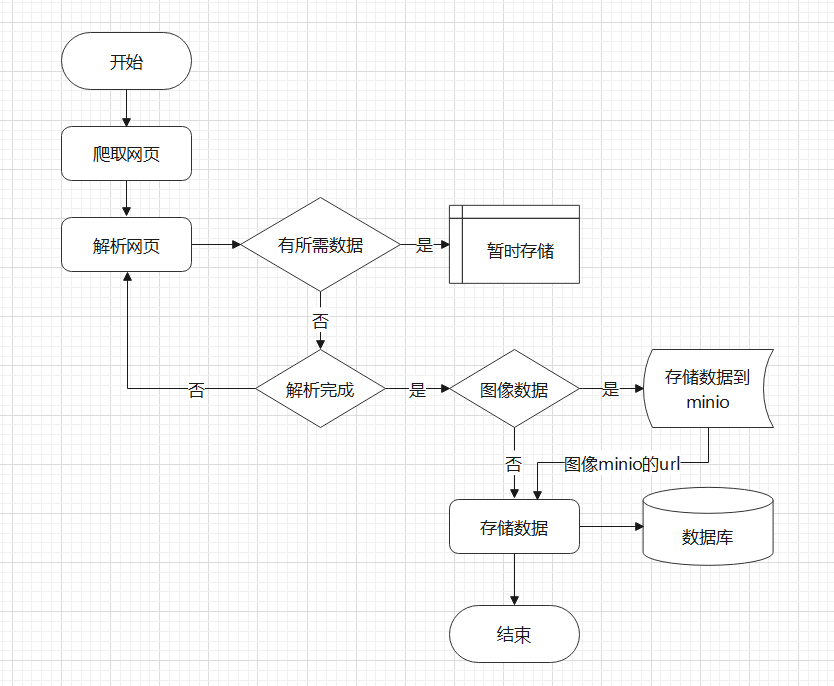 开始
爬取网页
解析网页
有所需数据
是
暂时存储
否
解析完成
否
是
图像数据
是
存储数据到
minio
否
图像minio的url
存储数据
数据库
结束